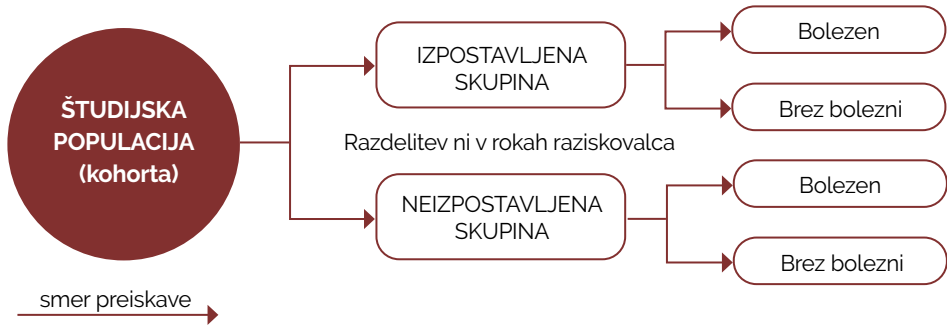 ŠTUDIJSKA
POPULACIJA
(kohorta)
IZPOSTAVLJENA
SKUPINA
Razdelitev ni v rokah raziskovalca
NEIZPOSTAVLJENA
SKUPINA
Bolezen
Brez bolezni
Bolezen
Brez bolezni
smer preiskave